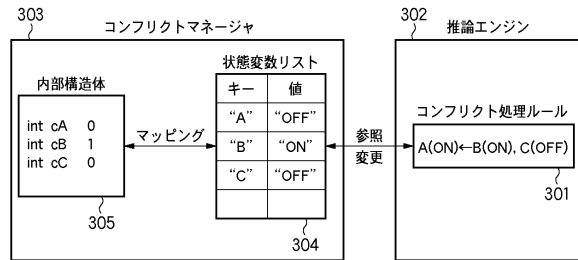 303
コンフリクトマネージャ
内部構造体
int cA 0
int cB 1
int cC 0
305
マッピング
状態変数リスト
キー 値
“A” “OFF”
“B” “ON”
“C” “OFF”
304
参照
変更
302
推論エンジン
コンフリクト処理ルール
A(ON)←B(ON), C(OFF)
301